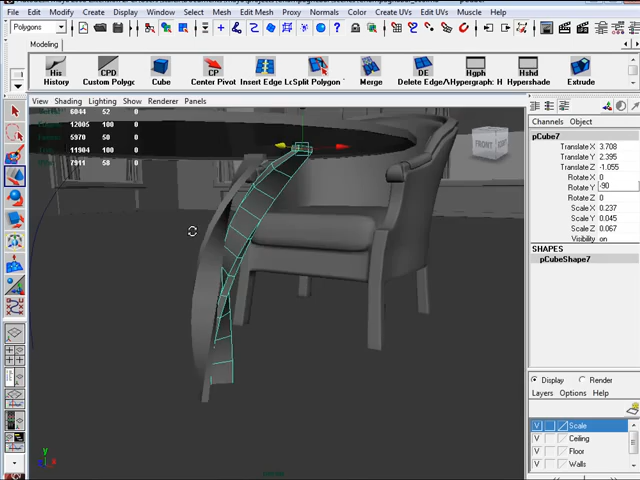 File Edit Modify Create Display Window Assets Select Mesh Edit Mesh Proxy Normals Color Create UVs Edit UVs Muscle Help
Polygons
Modeling
His CPD CP DE Hgph Hshd
History Custom Polyg Cube Center Pivot Insert Edge Lo Split Polygon Merge Delete Edge/ Hypergraph: H Hypershade Extrude
View Shading Lighting Show Renderer Panels
6044 52 0
12005 100 0
5970 50 0
11904 100 0
7911 58 0
FRONT
Channels Object
pCube7
Translate X 3.708
Translate Y 2.395
Translate Z -1.055
Rotate X 0
Rotate Y -90
Rotate Z 0
Scale X 0.237
Scale Y 0.045
Scale Z 0.067
Visibility on
SHAPES
pCubeShape7
Display Render
Layers Options Help
V Scale
V Ceiling
V Floor
V Walls
y